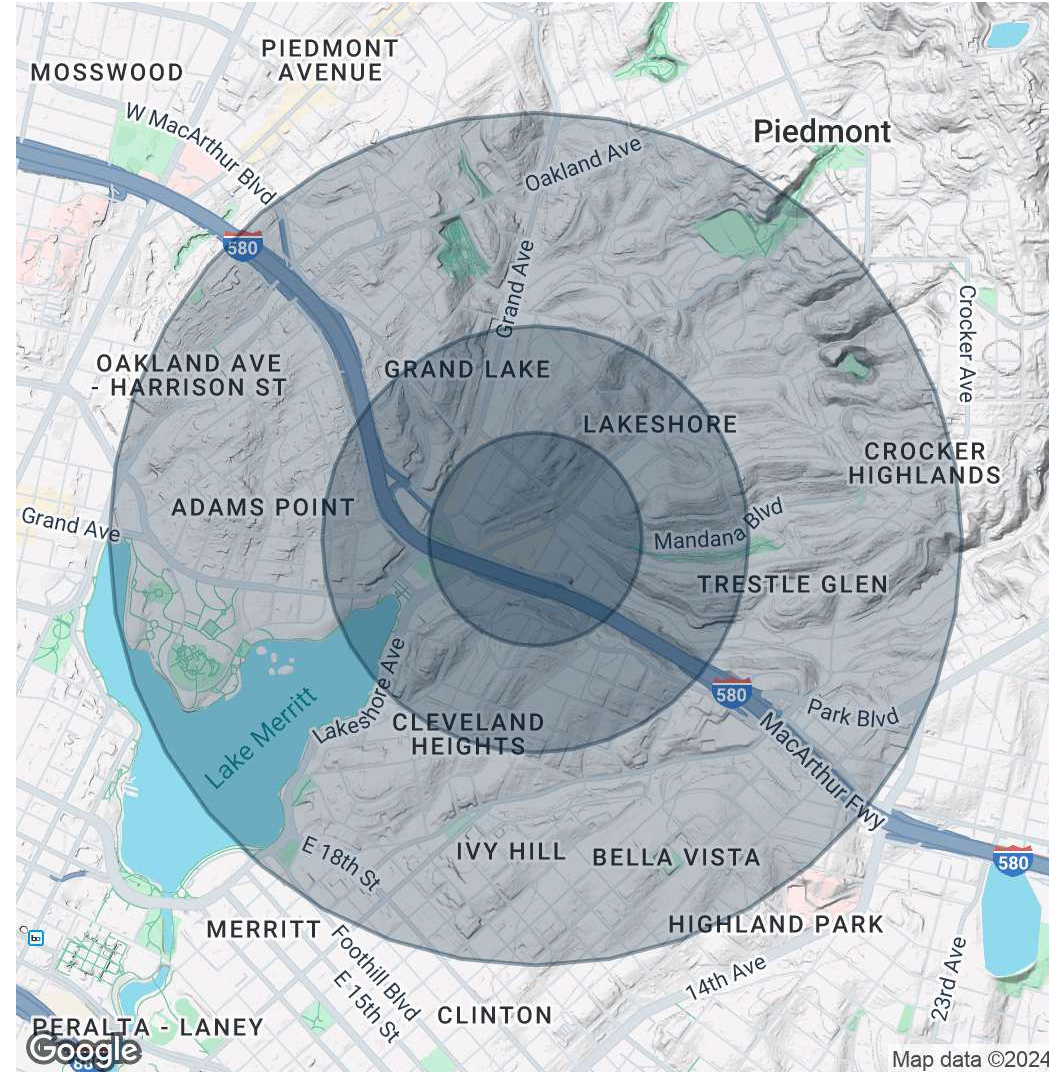 PIEDMONT
AVENUE
MOSSWOOD
W MacArthur Blvd
Piedmont
Oakland Ave
580
Grand Ave
Crocker Ave
OAKLAND AVE
- HARRISON ST
GRAND LAKE
LAKESHORE
CROCKER
HIGHLANDS
ADAMS POINT
Grand Ave
Mandana Blvd
TRESTLE GLEN
Lakeshore Ave
580
Park Blvd
CLEVELAND
HEIGHTS
Lake Merritt
MacArthur Fwy
E 18th St
IVY HILL
BELLA VISTA
580
MERRITT
HIGHLAND PARK
Foothill Blvd
E 15th St
14th Ave
23rd Ave
CLINTON
PERALTA - LANEY
Google
Map data ©2024